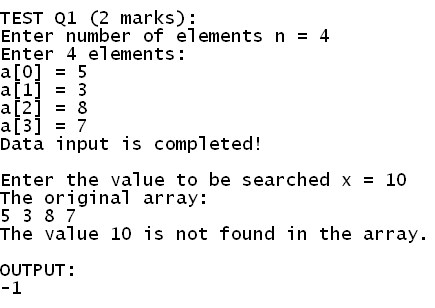 TEST Q1 (2 marks):
Enter number of elements n = 4
Enter 4 elements:
a[0] = 5
a[1] = 3
a[2] = 8
a[3] = 7
Data input is completed!
Enter the value to be searched x = 10
The original array:
5 3 8 7
The value 10 is not found in the array.
OUTPUT:
-1